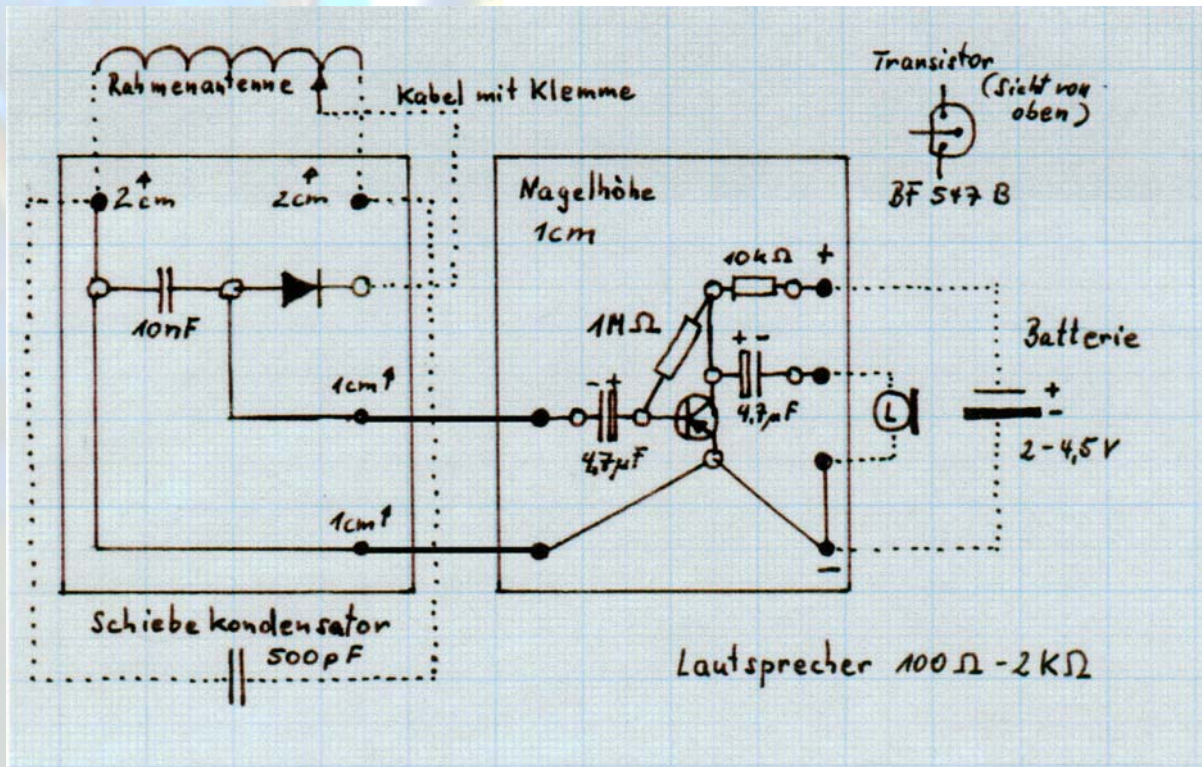 Rahmenantenne
Kabel mit Klemme
Transistor
(Sicht von
oben)
BF 547 B
2cm
2cm
10nF
1cm
1cm
Nagelhöhe
1cm
10kΩ
+
1MΩ
- +
4,7µF
+ -
4,7µF
L
Batterie
+
-
2-4,5V
-
Schiebekondensator
500pF
Lautsprecher 100Ω-2KΩ